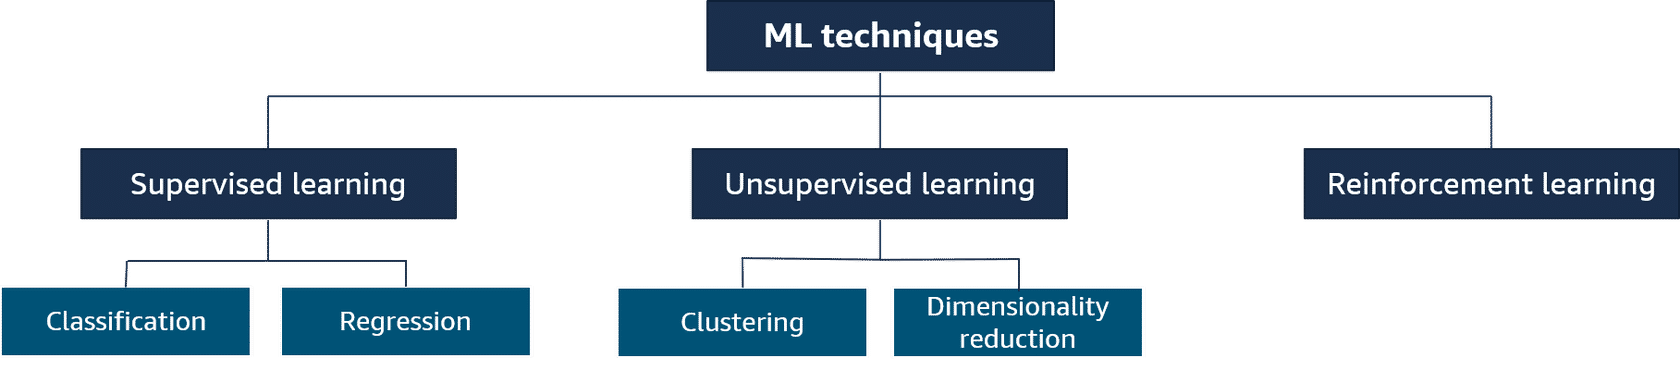 ML techniques
Supervised learning
Unsupervised learning
Reinforcement learning
Classification
Regression
Clustering
Dimensionality
reduction